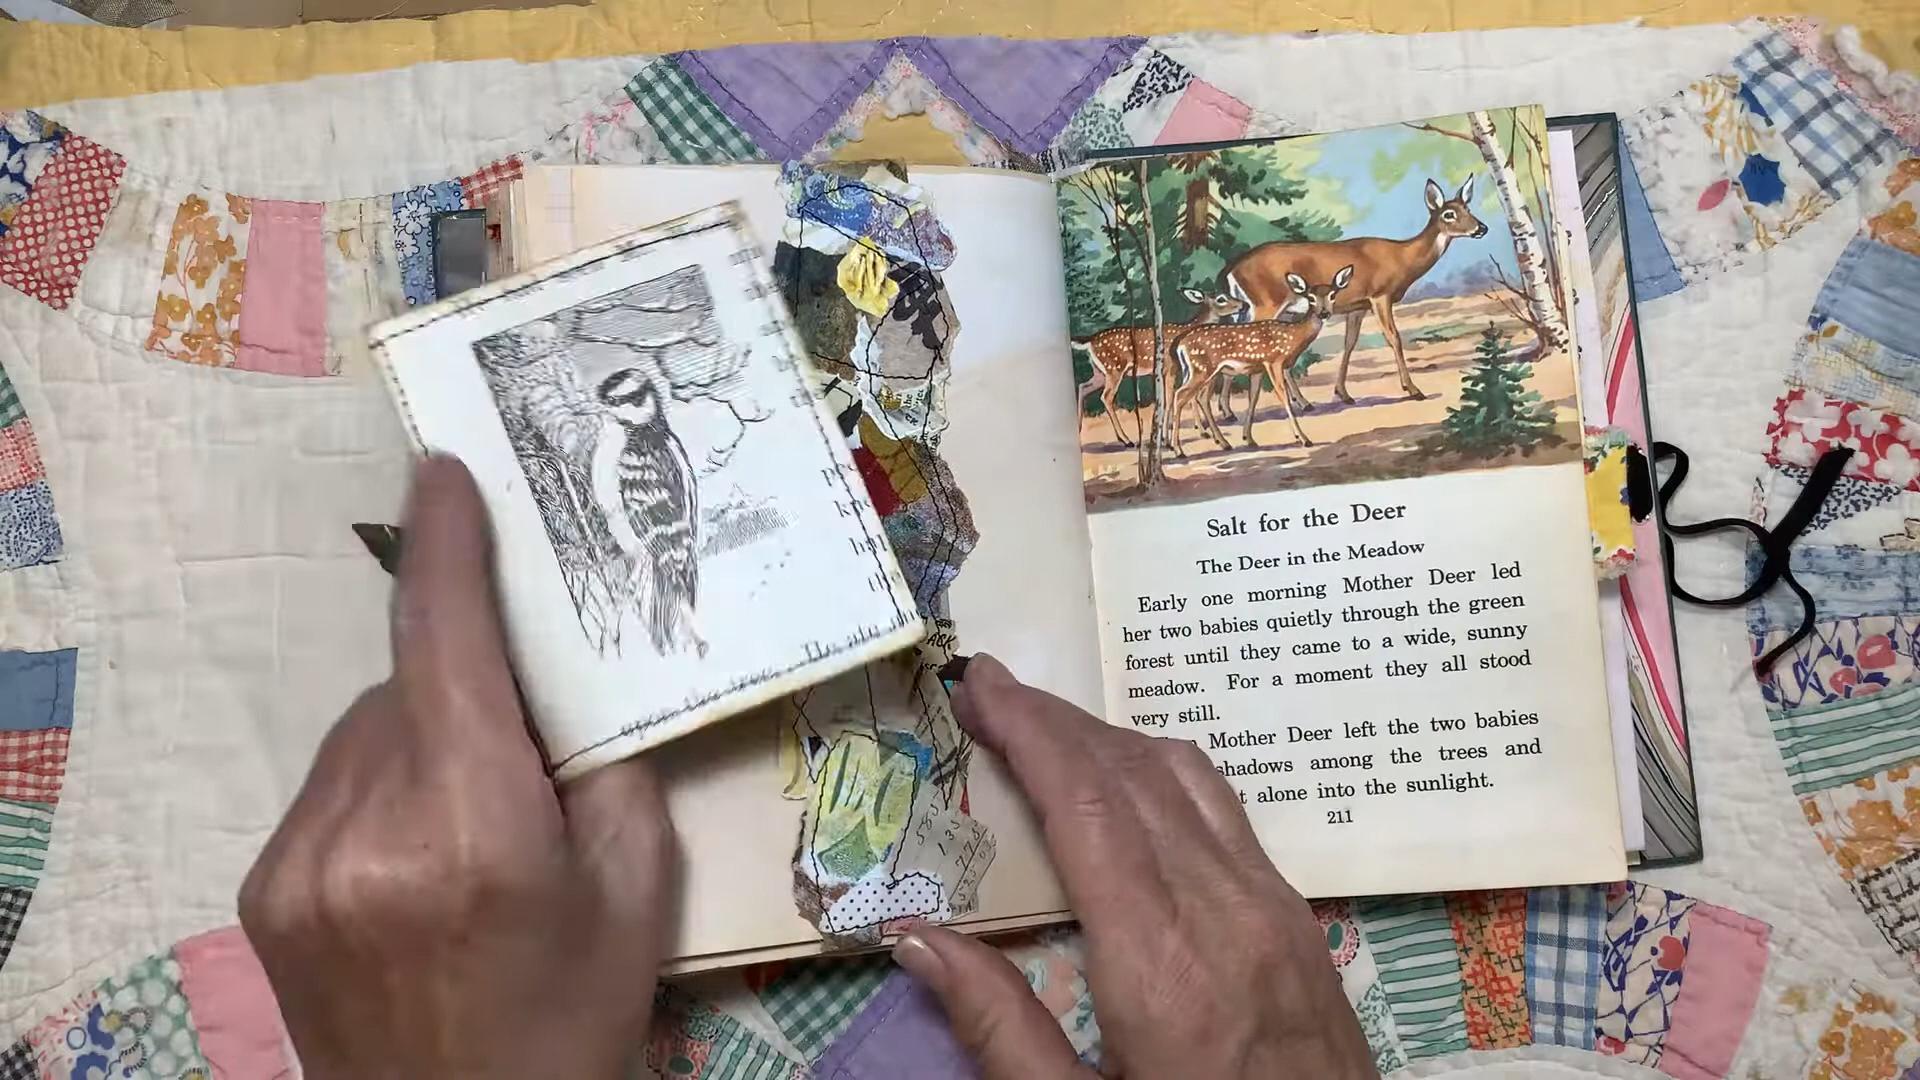 Salt for the Deer
The Deer in the Meadow
Early one morning Mother Deer led
her two babies quietly through the green
forest until they came to a wide, sunny
meadow. For a moment they all stood
very still.
Mother Deer left the two babies
shadows among the trees and
alone into the sunlight.
211